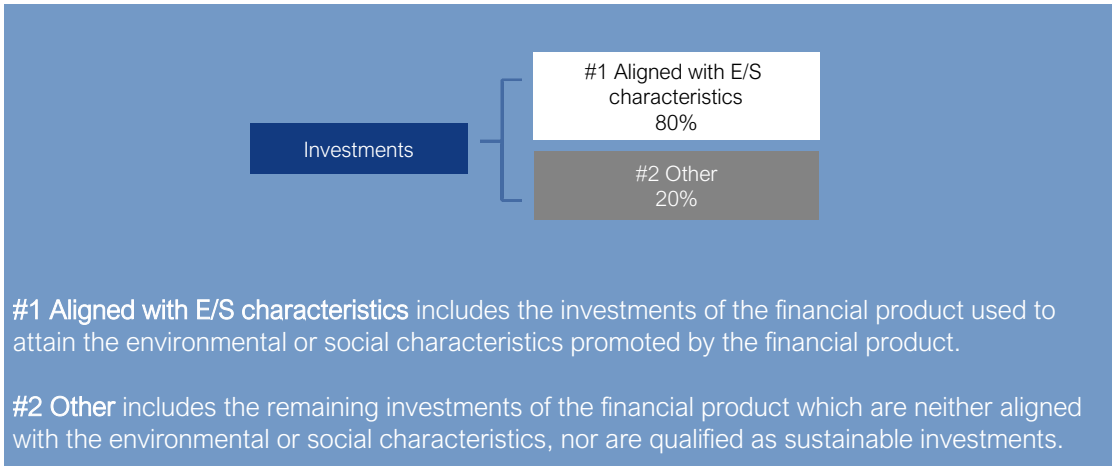 #1 Aligned with E/S
characteristics
80%
Investments
#2 Other
20%
#1 Aligned with E/S characteristics includes the investments of the financial product used to
attain the environmental or social characteristics promoted by the financial product.
#2 Other includes the remaining investments of the financial product which are neither aligned
with the environmental or social characteristics, nor are qualified as sustainable investments.